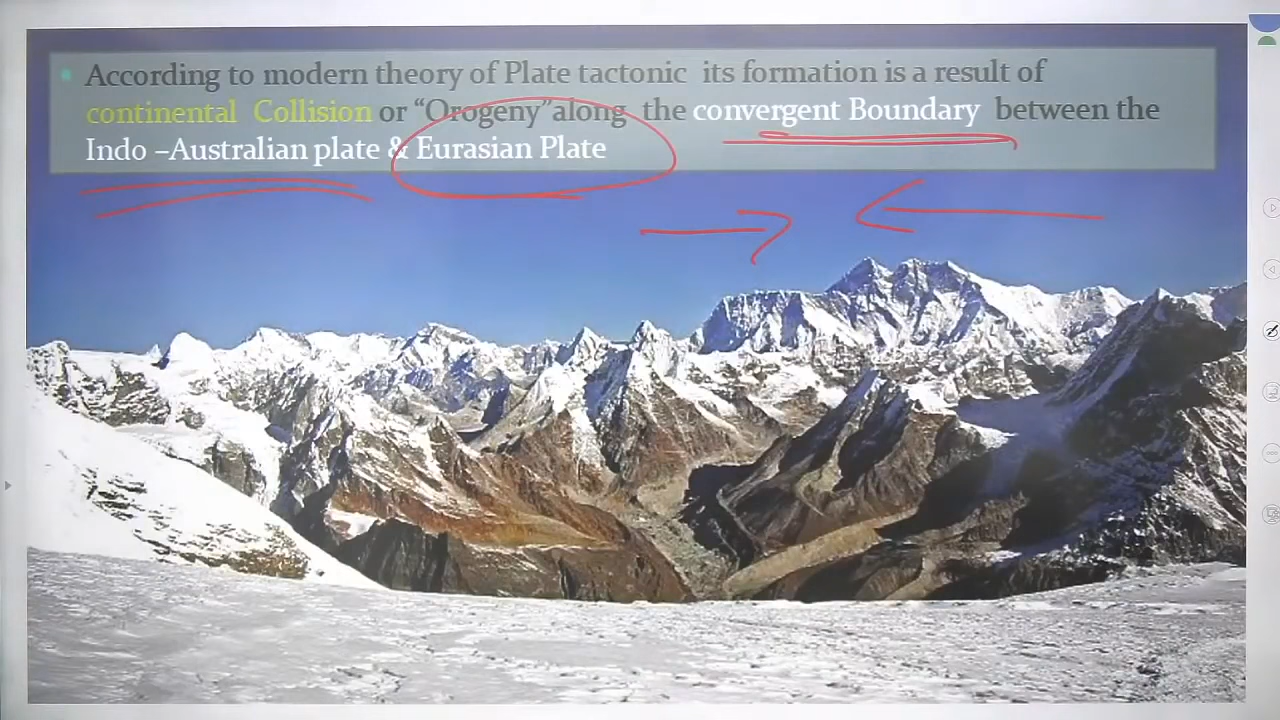 According to modern theory of Plate tactonic its formation is a result of
continental Collision or “Orogeny”along the convergent Boundary between the
Indo –Australian plate & Eurasian Plate